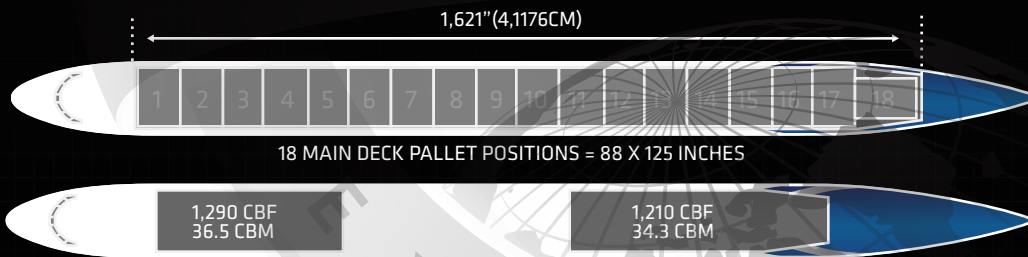 1,621”(4,1176CM)
1 2 3 4 5 6 7 8 9 10 11 12 13 14 15 16 17 18
18 MAIN DECK PALLET POSITIONS = 88 X 125 INCHES
1,290 CBF
36.5 CBM
1,210 CBF
34.3 CBM